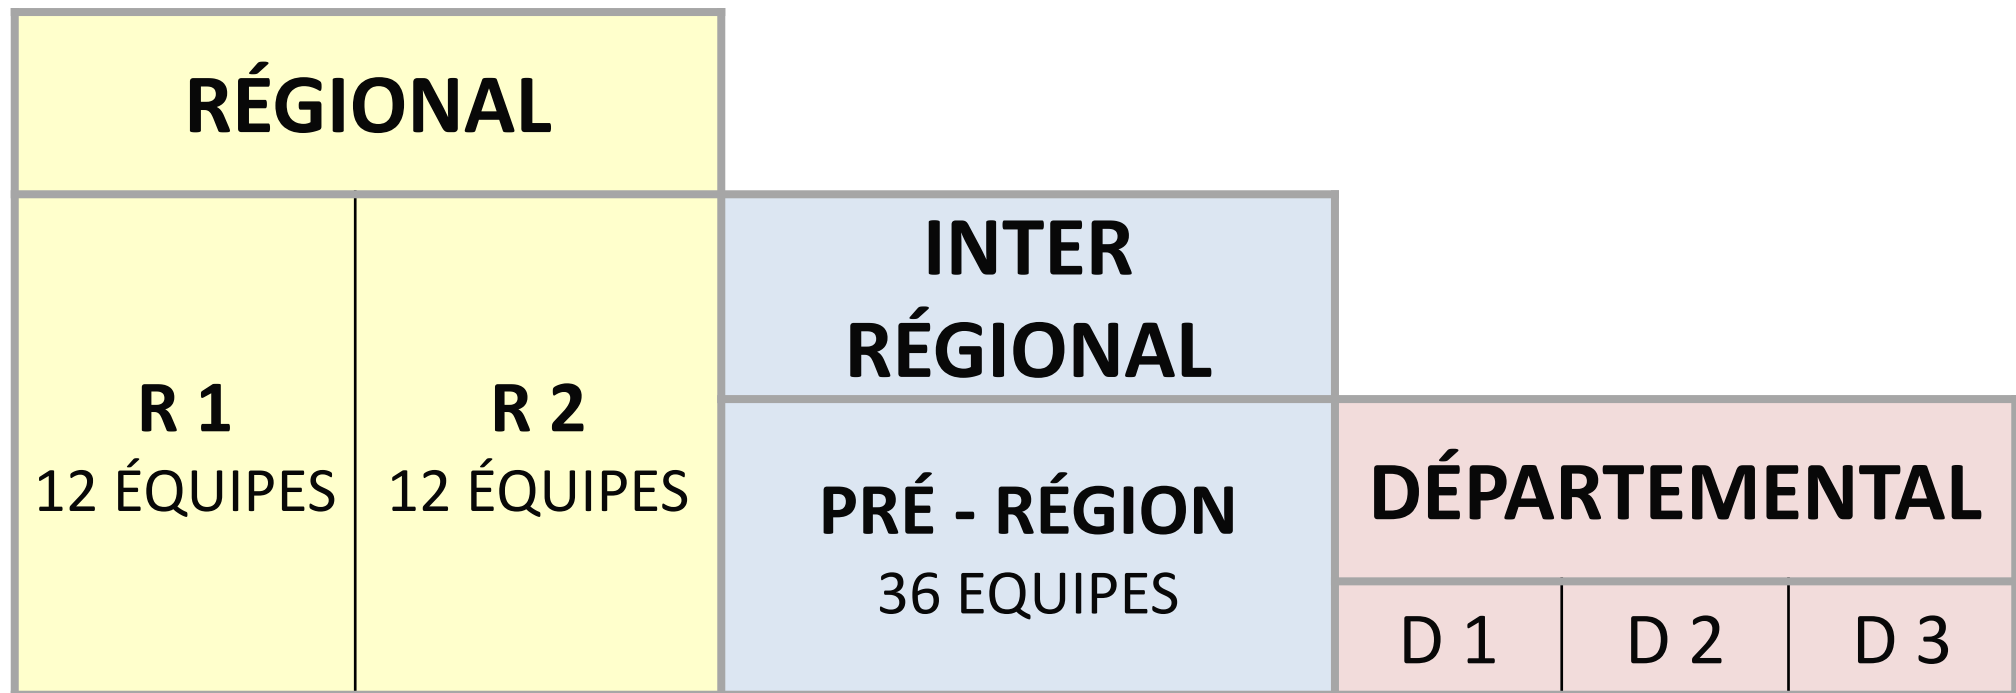 RÉGIONAL
R 1
12 ÉQUIPES
R 2
12 ÉQUIPES
INTER
RÉGIONAL
PRÉ - RÉGION
36 EQUIPES
DÉPARTEMENTAL
D 1
D 2
D 3